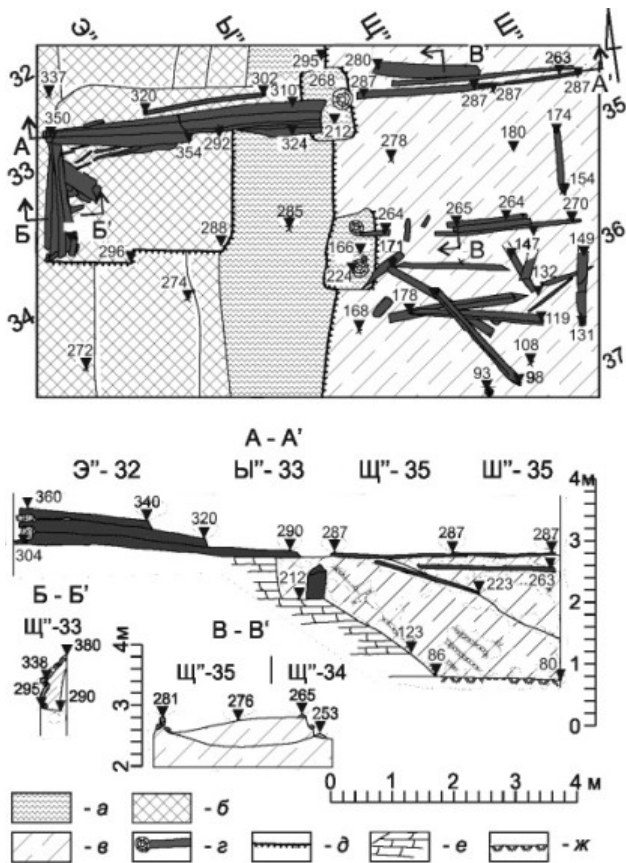 Э" Ы" Щ" Ш"
32 337 320 302 295 268 280 В' 263 А'
310 287 287 287 287 35
А 350 212
354 292 324 278 180 174
33 154
Б Б' 285 264 265 264 270 36
288 166 171 В 147 149
296 224 132
274 178
34 168 119 131
272 108 37
93 98
А - А'
Э"- 32 Ы"- 33 Щ"- 35 Ш"- 35
4м
360 340 320 290 287 287 287
3
304 212 263
223 2
Б - Б' 123
Щ"-33 В - В' 86 80 1
380 4м Щ"-35 Щ"-34
338 281 276 265 0
295 290 3 253
2 0 1 2 3 4
м
- а - б
- в - г - д - е - ж